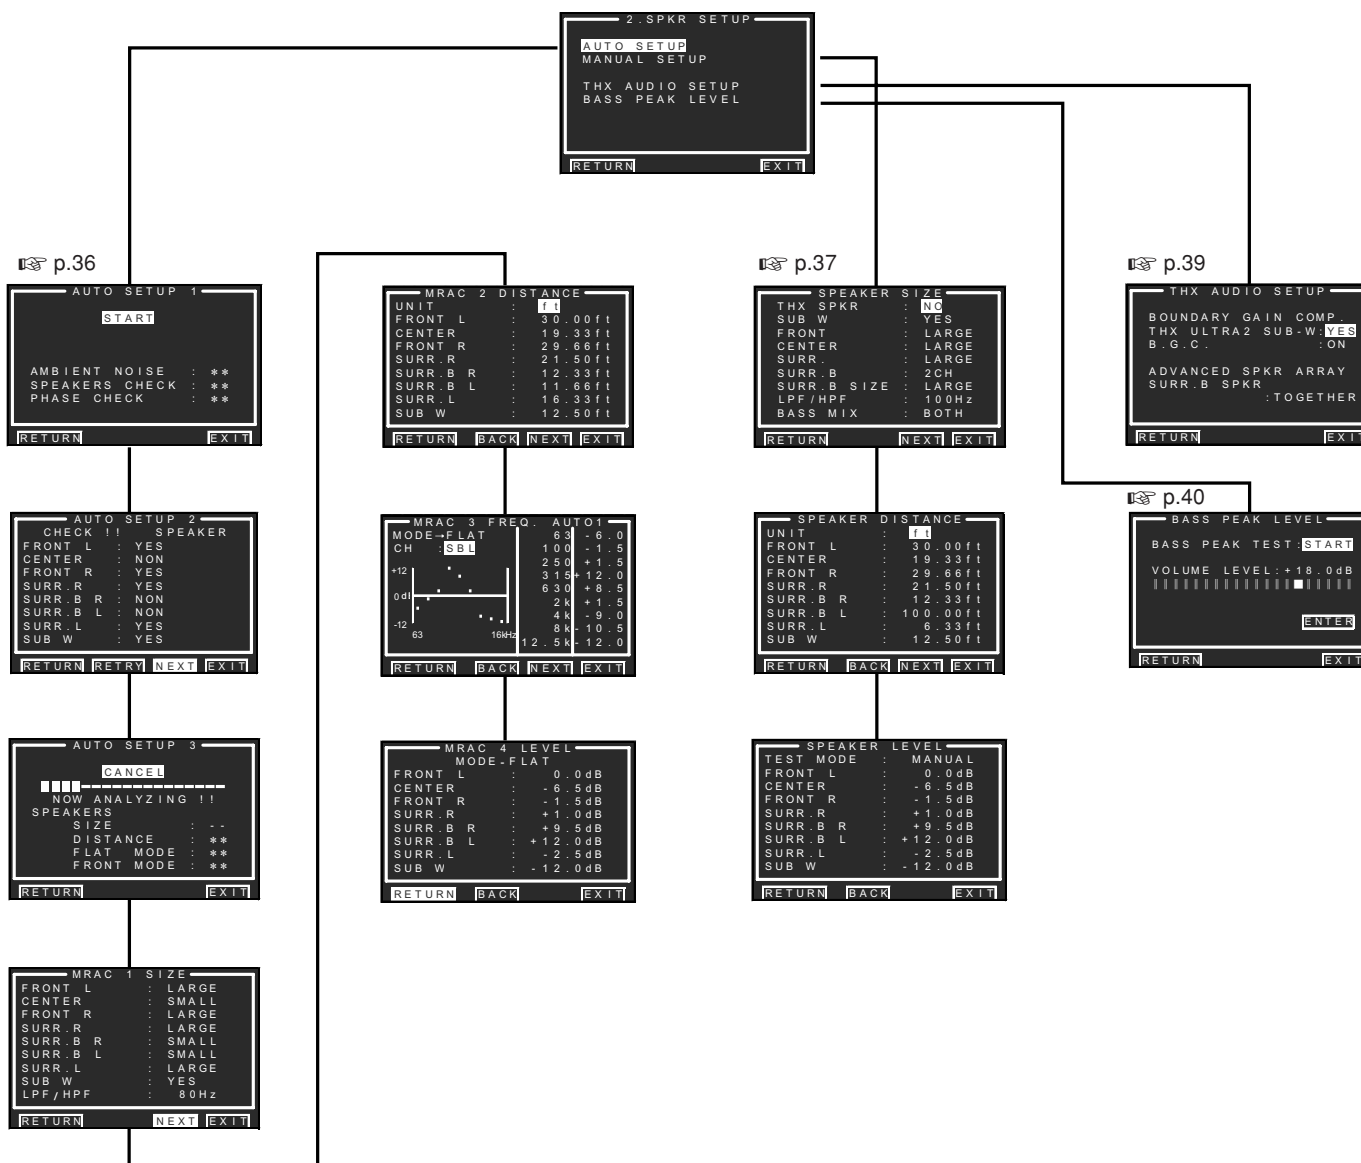 2.SPKR SETUP
AUTO SETUP
MANUAL SETUP
THX AUDIO SETUP
BASS PEAK LEVEL
RETURN EXIT
☞ p.36
AUTO SETUP 1
START
AMBIENT NOISE : **
SPEAKERS CHECK : **
PHASE CHECK : **
RETURN EXIT
AUTO SETUP 2
CHECK !! SPEAKER
FRONT L : YES
CENTER : NON
FRONT R : YES
SURR.R : YES
SURR.B R : NON
SURR.B L : NON
SURR.L : YES
SUB W : YES
RETURN RETRY NEXT EXIT
AUTO SETUP 3
CANCEL
NOW ANALYZING !!
SPEAKERS
SIZE : --
DISTANCE : **
FLAT MODE : **
FRONT MODE : **
RETURN EXIT
MRAC 1 SIZE
FRONT L : LARGE
CENTER : SMALL
FRONT R : LARGE
SURR.R : LARGE
SURR.B R : SMALL
SURR.B L : SMALL
SURR.L : LARGE
SUB W : YES
LPF/HPF : 80Hz
RETURN NEXT EXIT
MRAC 2 DISTANCE
UNIT : ft
FRONT L : 30.00ft
CENTER : 19.33ft
FRONT R : 29.66ft
SURR.R : 21.50ft
SURR.B R : 12.33ft
SURR.B L : 11.66ft
SURR.L : 16.33ft
SUB W : 12.50ft
RETURN BACK NEXT EXIT
MRAC 3 FREQ. AUTO1
MODE→FLAT 63 -6.0
CH :SBL 100 -1.5
250 +1.5
+12 315 +12.0
630 +8.5
0dB 2k +1.5
4k -9.0
-12 8k -10.5
63 16kHz 12.5k -12.0
RETURN BACK NEXT EXIT
MRAC 4 LEVEL
MODE-FLAT
FRONT L : 0.0dB
CENTER : -6.5dB
FRONT R : -1.5dB
SURR.R : +1.0dB
SURR.B R : +9.5dB
SURR.B L : +12.0dB
SURR.L : -2.5dB
SUB W : -12.0dB
RETURN BACK EXIT
☞ p.37
SPEAKER SIZE
THX SPKR : NO
SUB W : YES
FRONT : LARGE
CENTER : LARGE
SURR. : LARGE
SURR.B : 2CH
SURR.B SIZE : LARGE
LPF/HPF : 100Hz
BASS MIX : BOTH
RETURN NEXT EXIT
SPEAKER DISTANCE
UNIT : ft
FRONT L : 30.00ft
CENTER : 19.33ft
FRONT R : 29.66ft
SURR.R : 21.50ft
SURR.B R : 12.33ft
SURR.B L : 100.00ft
SURR.L : 6.33ft
SUB W : 12.50ft
RETURN BACK NEXT EXIT
SPEAKER LEVEL
TEST MODE : MANUAL
FRONT L : 0.0dB
CENTER : -6.5dB
FRONT R : -1.5dB
SURR.R : +1.0dB
SURR.B R : +9.5dB
SURR.B L : +12.0dB
SURR.L : -2.5dB
SUB W : -12.0dB
RETURN BACK EXIT
☞ p.39
THX AUDIO SETUP
BOUNDARY GAIN COMP.
THX ULTRA2 SUB-W:YES
B.G.C. :ON
ADVANCED SPKR ARRAY
SURR.B SPKR
:TOGETHER
RETURN EXIT
☞ p.40
BASS PEAK LEVEL
BASS PEAK TEST:START
VOLUME LEVEL:+18.0dB
ENTER
RETURN EXIT